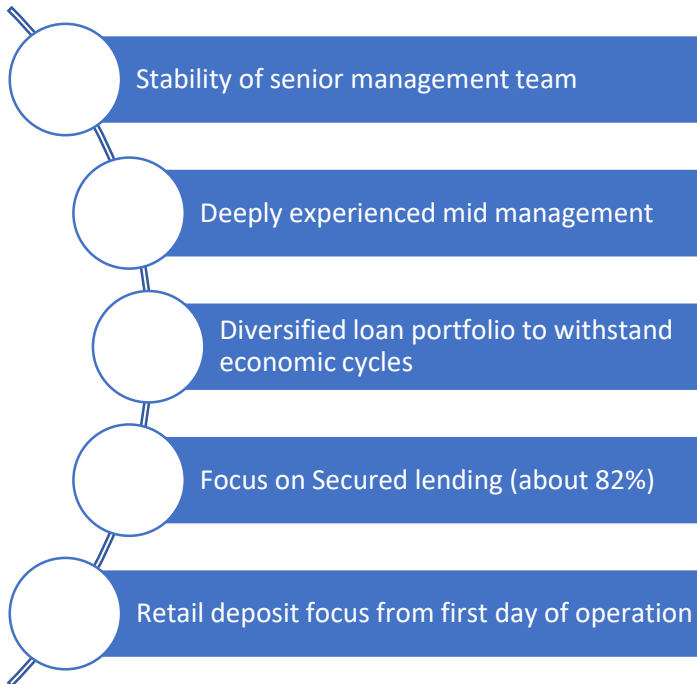 Stability of senior management team
Deeply experienced mid management
Diversified loan portfolio to withstand
economic cycles
Focus on Secured lending (about 82%)
Retail deposit focus from first day of operation